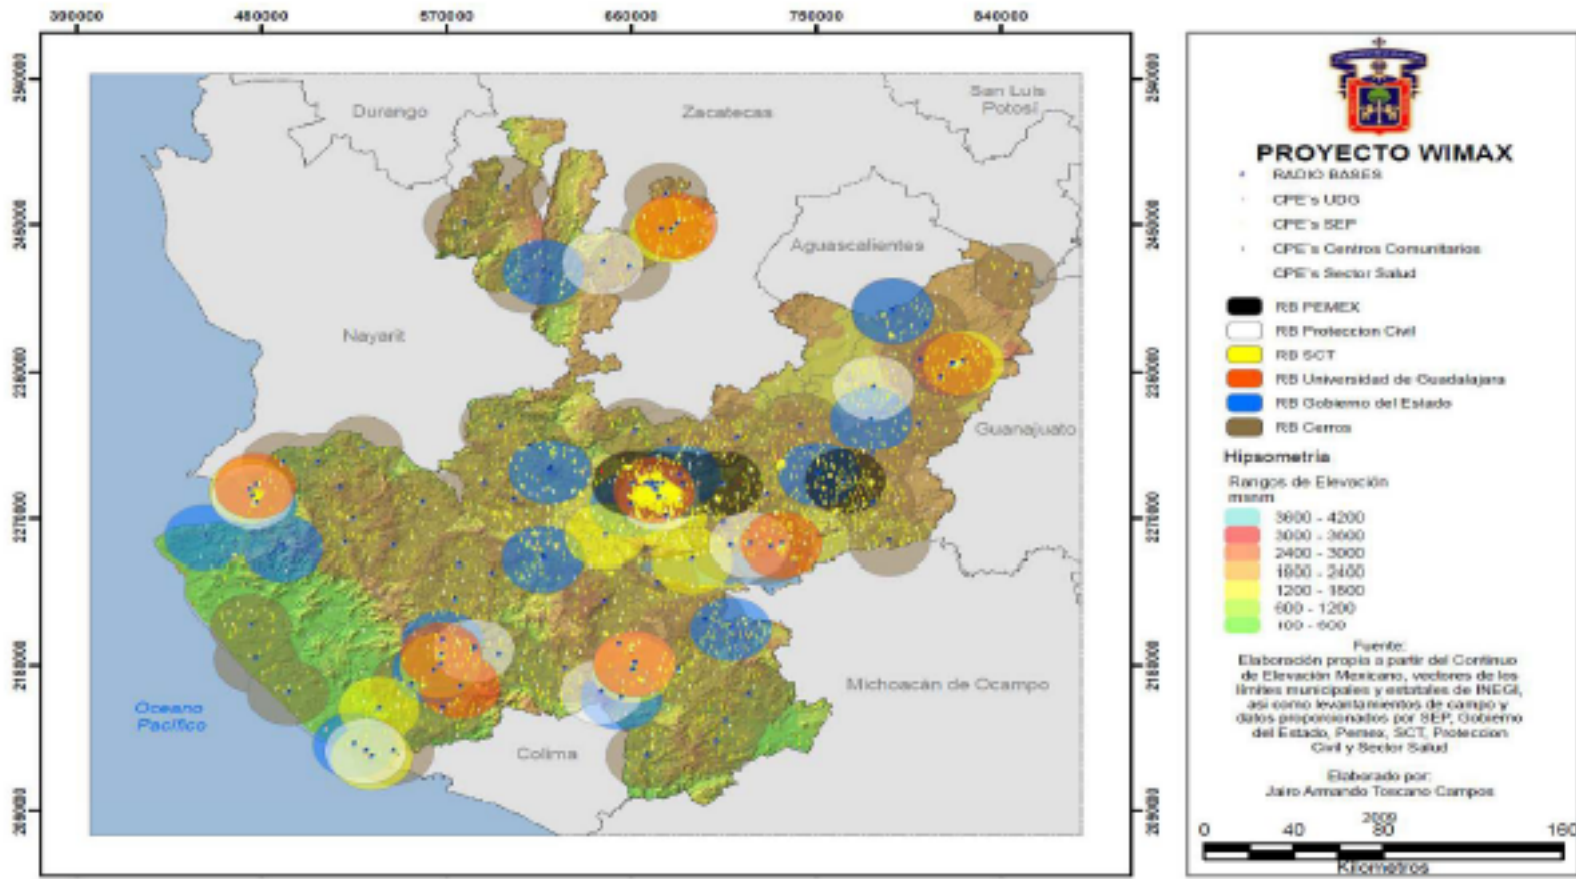 390000 480000 570000 660000 750000 840000
Durango
Zacatecas
San Luis
Potosí
Aguascalientes
Nayarit
Guanajuato
Océano
Pacífico
Michoacán de Ocampo
Colima
PROYECTO WIMAX
RADIO BASES
CPE's UDG
CPE's SEP
CPE's Centros Comunitarios
CPE's Sector Salud
RB PEMEX
RB Proteccion Civil
RB SCT
RB Universidad de Guadalajara
RB Gobierno del Estado
RB Cerros
Hipsometría
Rangos de Elevación
msnm
3600 - 4200
3000 - 3600
2400 - 3000
1800 - 2400
1200 - 1800
600 - 1200
100 - 600
Fuente:
Elaboración propia a partir del Continuo
de Elevación Mexicano, vectores de los
límites municipales y estatales de INEGI,
asi como levantamientos de campo y
datos proporcionados por SEP, Gobierno
del Estado, Pemex, SCT, Proteccion
Civil y Sector Salud
Elaborado por:
Jairo Armando Toscano Campos
2009
0 40 80 160
Kilometros